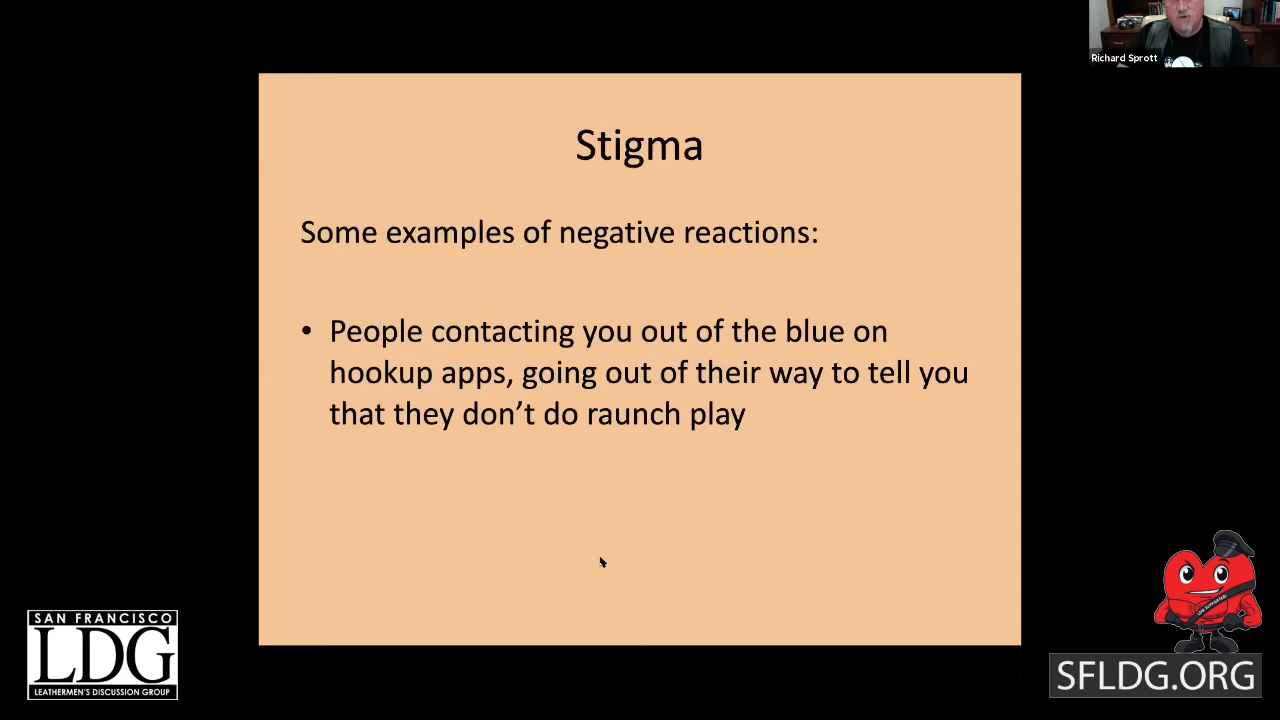 Richard Sprott
Stigma
Some examples of negative reactions:
• People contacting you out of the blue on
hookup apps, going out of their way to tell you
that they don't do raunch play
SAN FRANCISCO
LDG
LEATHERMEN'S DISCUSSION GROUP
LDG SUPPORTER!
SFLDG.ORG